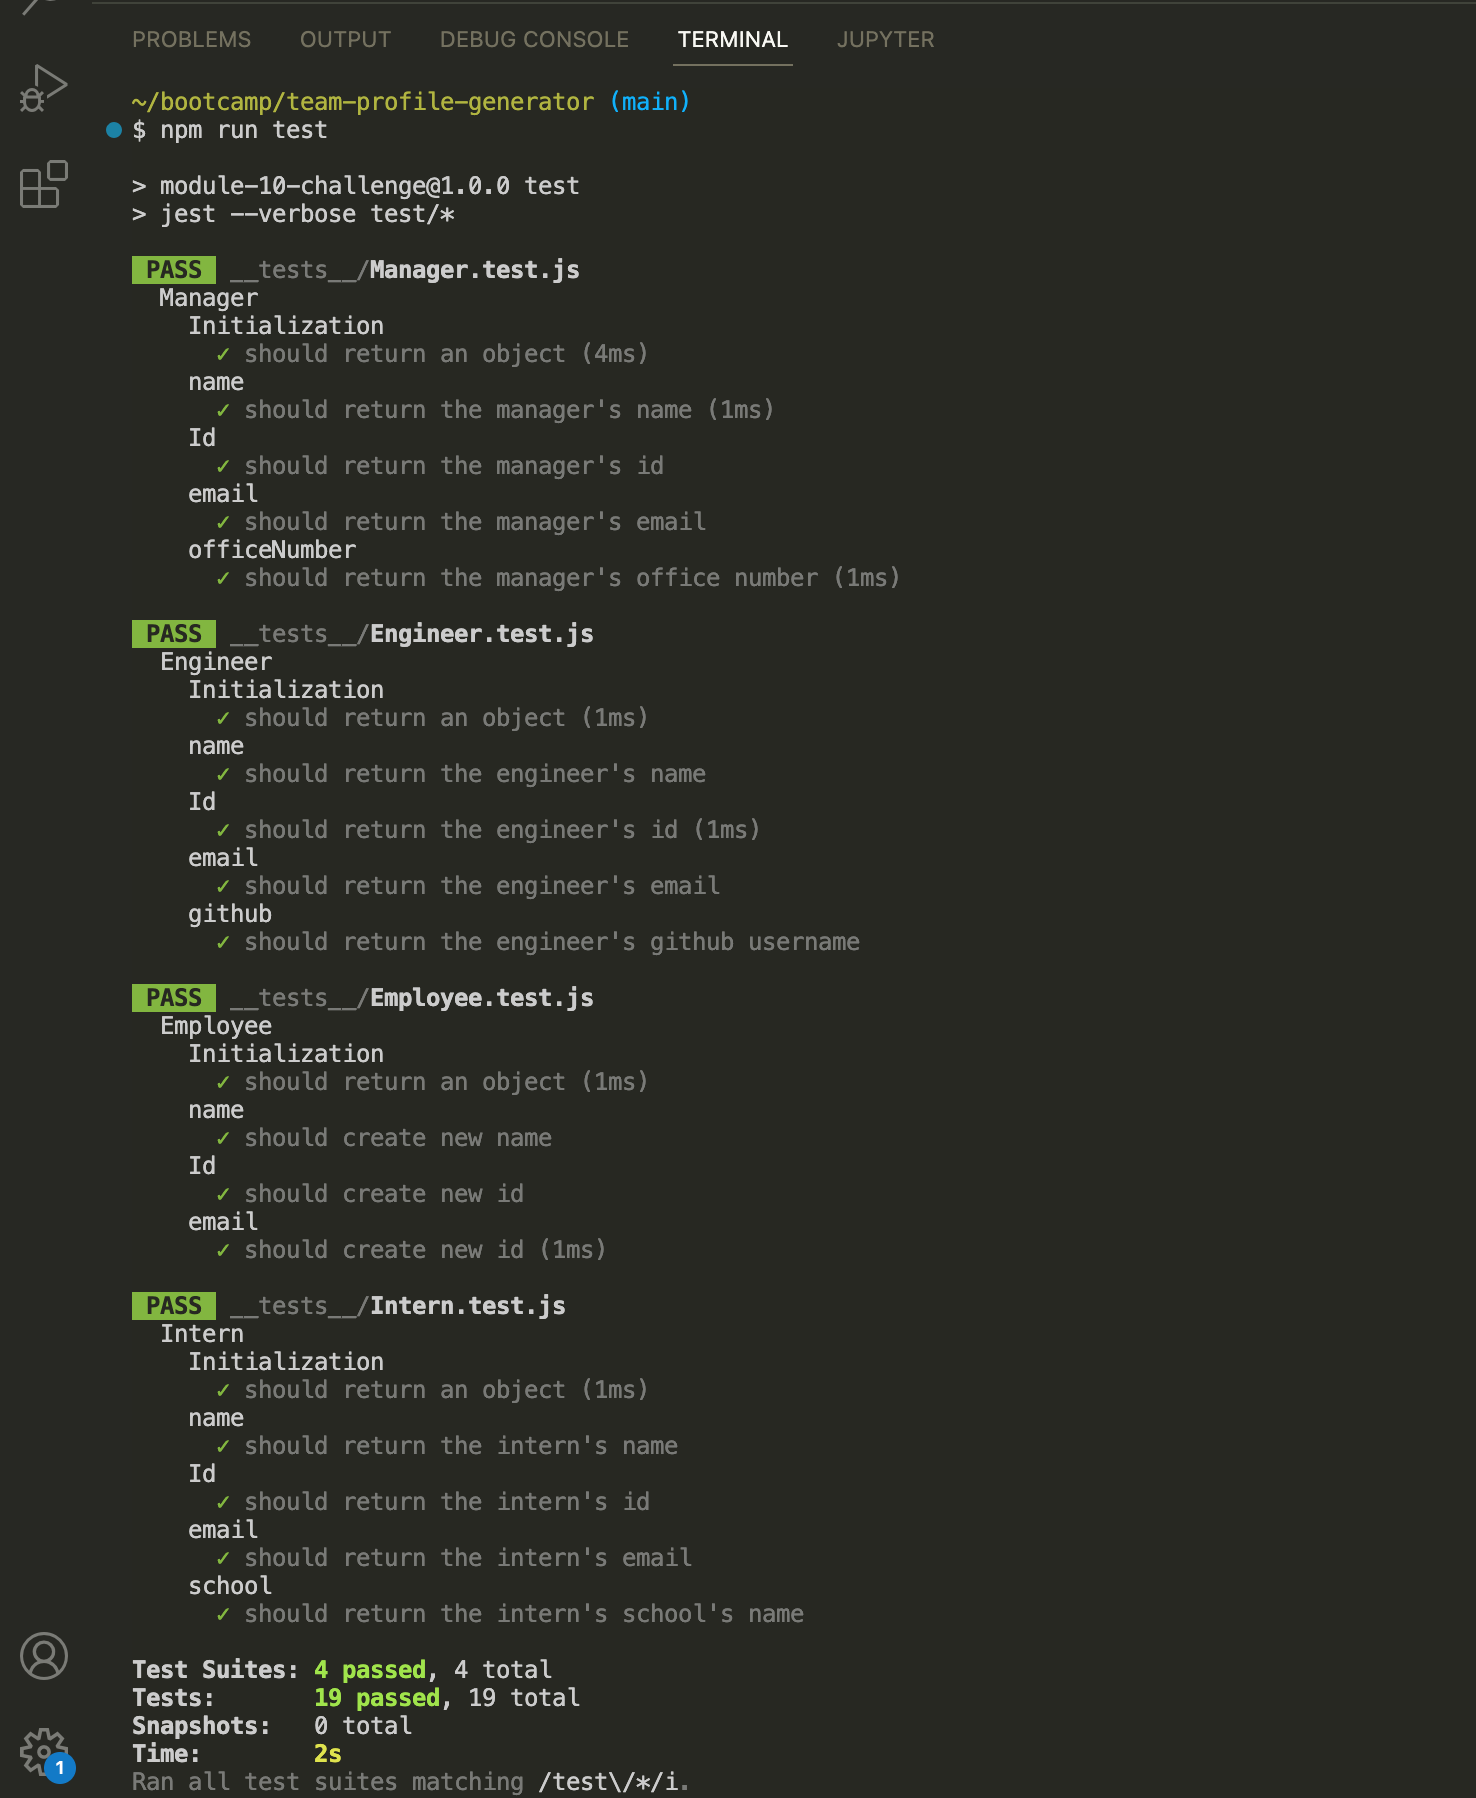 PROBLEMS OUTPUT DEBUG CONSOLE TERMINAL JUPYTER
~/bootcamp/team-profile-generator (main)
$ npm run test
> module-10-challenge@1.0.0 test
> jest --verbose test/*
PASS __tests__/Manager.test.js
Manager
Initialization
✓ should return an object (4ms)
name
✓ should return the manager's name (1ms)
Id
✓ should return the manager's id
email
✓ should return the manager's email
officeNumber
✓ should return the manager's office number (1ms)
PASS __tests__/Engineer.test.js
Engineer
Initialization
✓ should return an object (1ms)
name
✓ should return the engineer's name
Id
✓ should return the engineer's id (1ms)
email
✓ should return the engineer's email
github
✓ should return the engineer's github username
PASS __tests__/Employee.test.js
Employee
Initialization
✓ should return an object (1ms)
name
✓ should create new name
Id
✓ should create new id
email
✓ should create new id (1ms)
PASS __tests__/Intern.test.js
Intern
Initialization
✓ should return an object (1ms)
name
✓ should return the intern's name
Id
✓ should return the intern's id
email
✓ should return the intern's email
school
✓ should return the intern's school's name
Test Suites: 4 passed, 4 total
Tests: 19 passed, 19 total
Snapshots: 0 total
Time: 2s
Ran all test suites matching /test\/*/i.
1